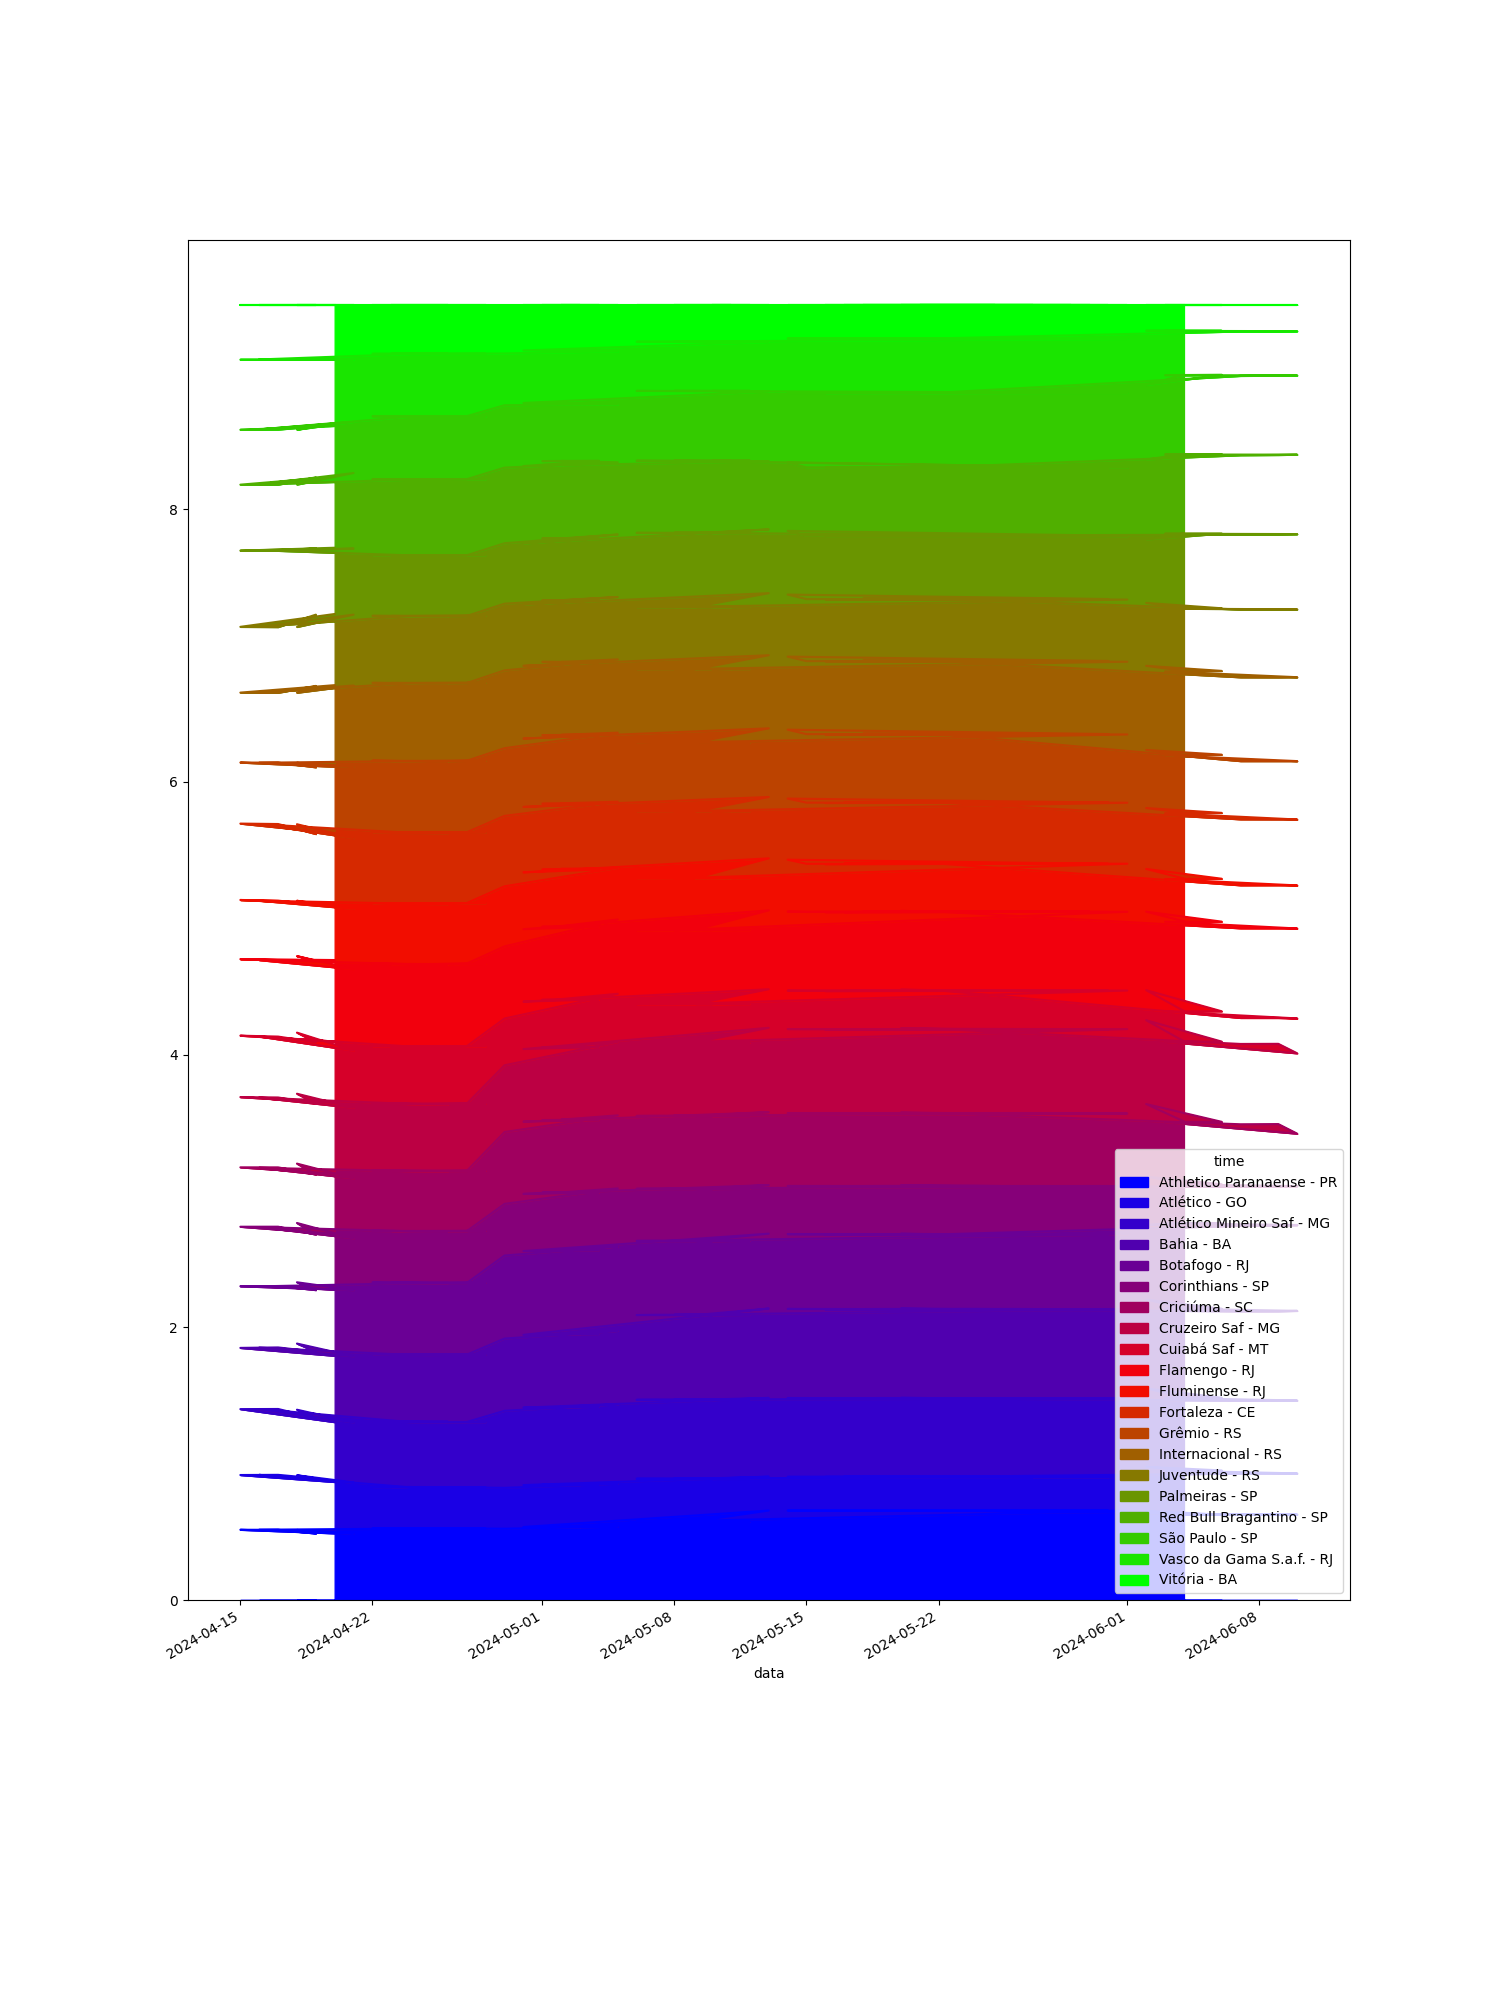 8
6
4
2
0
time
Athletico Paranaense - PR
Atlético - GO
Atlético Mineiro Saf - MG
Bahia - BA
Botafogo - RJ
Corinthians - SP
Criciúma - SC
Cruzeiro Saf - MG
Cuiabá Saf - MT
Flamengo - RJ
Fluminense - RJ
Fortaleza - CE
Grêmio - RS
Internacional - RS
Juventude - RS
Palmeiras - SP
Red Bull Bragantino - SP
São Paulo - SP
Vasco da Gama S.a.f. - RJ
Vitória - BA
2024-04-15
2024-04-22
2024-05-01
2024-05-08
2024-05-15
2024-05-22
2024-06-01
2024-06-08
data